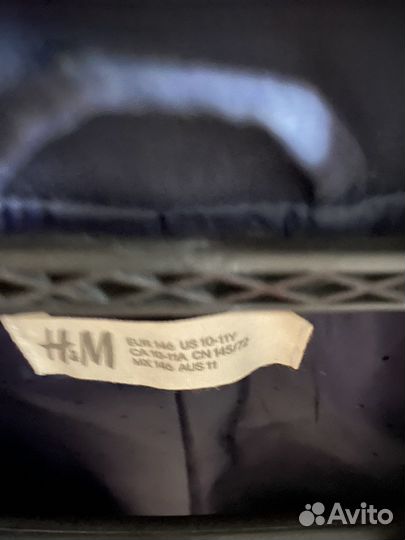 H&M
EUR 146 US 10-11Y
CA 10-11A CN 145/72
MX 146 AUS 11
Avito